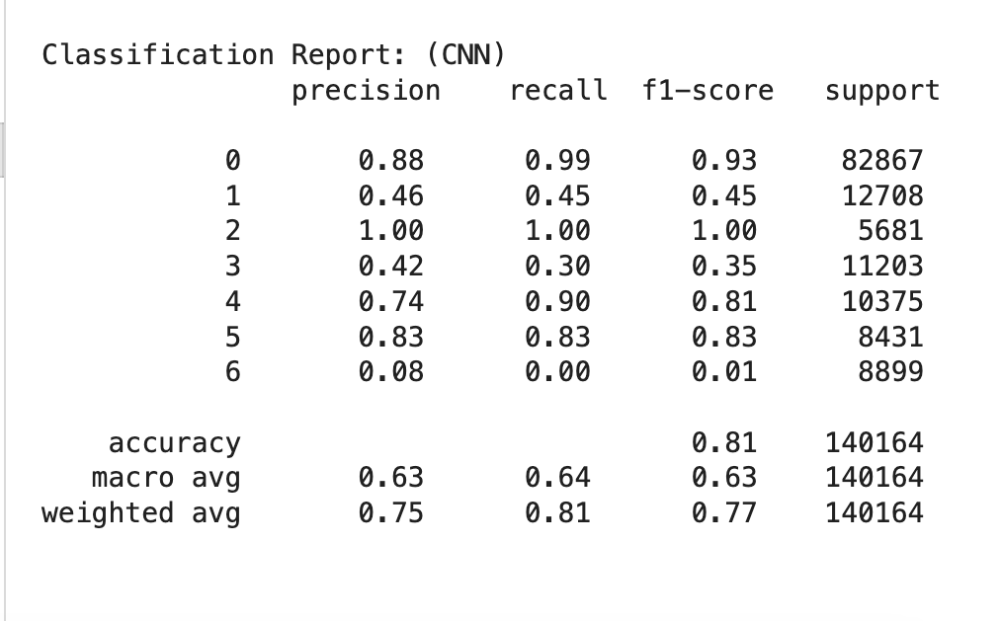 Classification Report: (CNN)
precision recall f1-score support
0 0.88 0.99 0.93 82867
1 0.46 0.45 0.45 12708
2 1.00 1.00 1.00 5681
3 0.42 0.30 0.35 11203
4 0.74 0.90 0.81 10375
5 0.83 0.83 0.83 8431
6 0.08 0.00 0.01 8899
accuracy 0.81 140164
macro avg 0.63 0.64 0.63 140164
weighted avg 0.75 0.81 0.77 140164